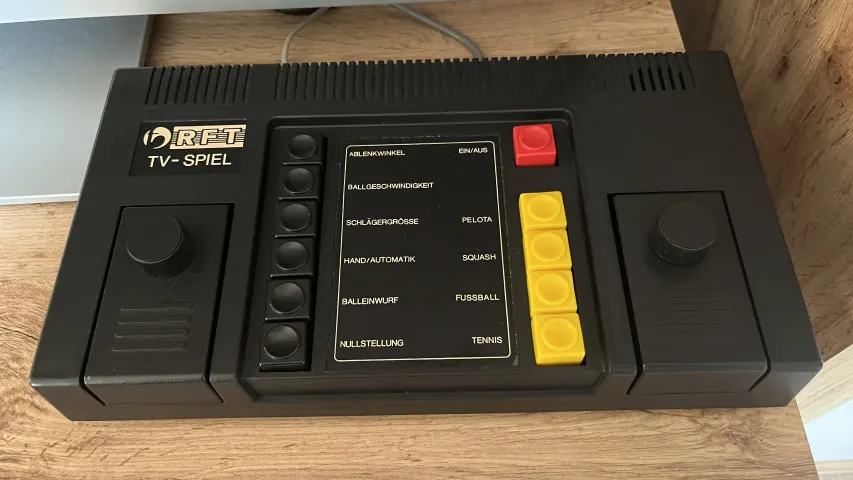 RFT
TV-SPIEL
ABLENKWINKEL EIN/AUS
BALLGESCHWINDIGKEIT
SCHLÄGERGRÖSSE PELOTA
HAND/AUTOMATIK SQUASH
BALLEINWURF FUSSBALL
NULLSTELLUNG TENNIS